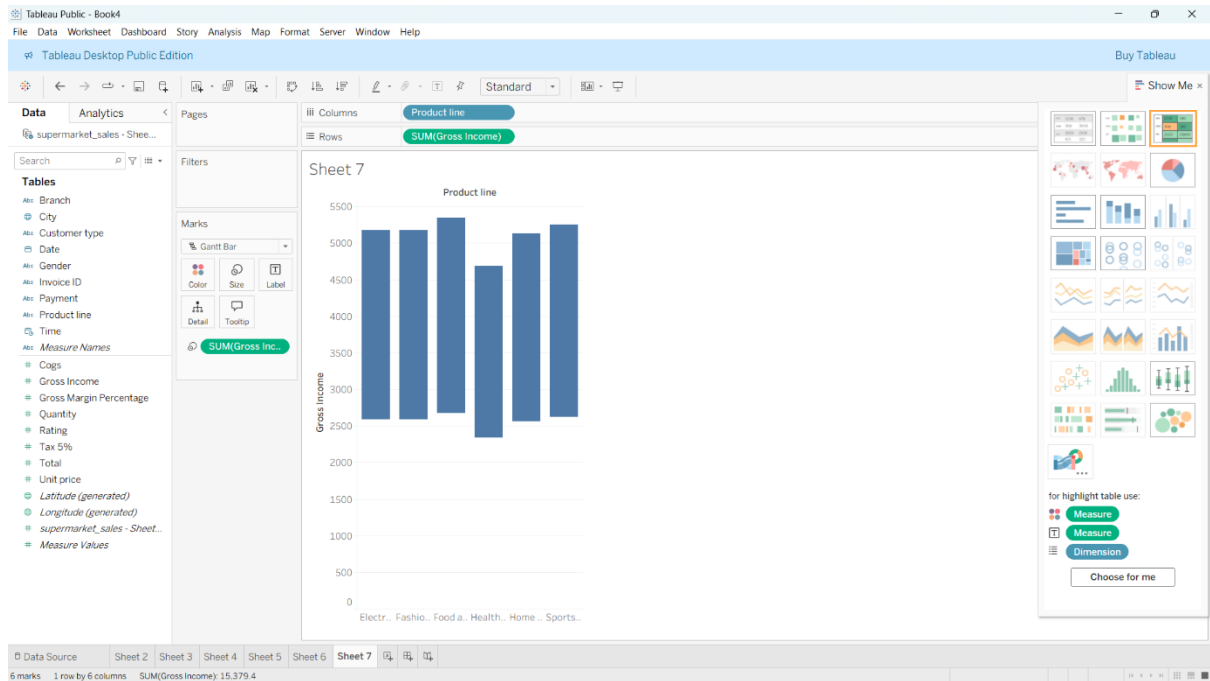 Tableau Public - Book4
File Data Worksheet Dashboard Story Analysis Map Format Server Window Help
Tableau Desktop Public Edition
Buy Tableau
Standard
Show Me ×
Data Analytics
supermarket_sales - Shee...
Search
Tables
Abc Branch
City
Abc Customer type
Date
Abc Gender
Abc Invoice ID
Abc Payment
Abc Product line
Time
Abc Measure Names
# Cogs
# Gross Income
# Gross Margin Percentage
# Quantity
# Rating
# Tax 5%
# Total
# Unit price
Latitude (generated)
Longitude (generated)
# supermarket_sales - Sheet...
# Measure Values
Pages
Filters
Marks
Gantt Bar
Color Size Label
Detail Tooltip
SUM(Gross Inc..
Columns Product line
Rows SUM(Gross Income)
Sheet 7
Product line
Gross Income
5500
5000
4500
4000
3500
3000
2500
2000
1500
1000
500
0
Electr.. Fashio.. Food a.. Health.. Home .. Sports..
for highlight table use:
Measure
Measure
Dimension
Choose for me
Data Source Sheet 2 Sheet 3 Sheet 4 Sheet 5 Sheet 6 Sheet 7
6 marks 1 row by 6 columns SUM(Gross Income): 15.379.4